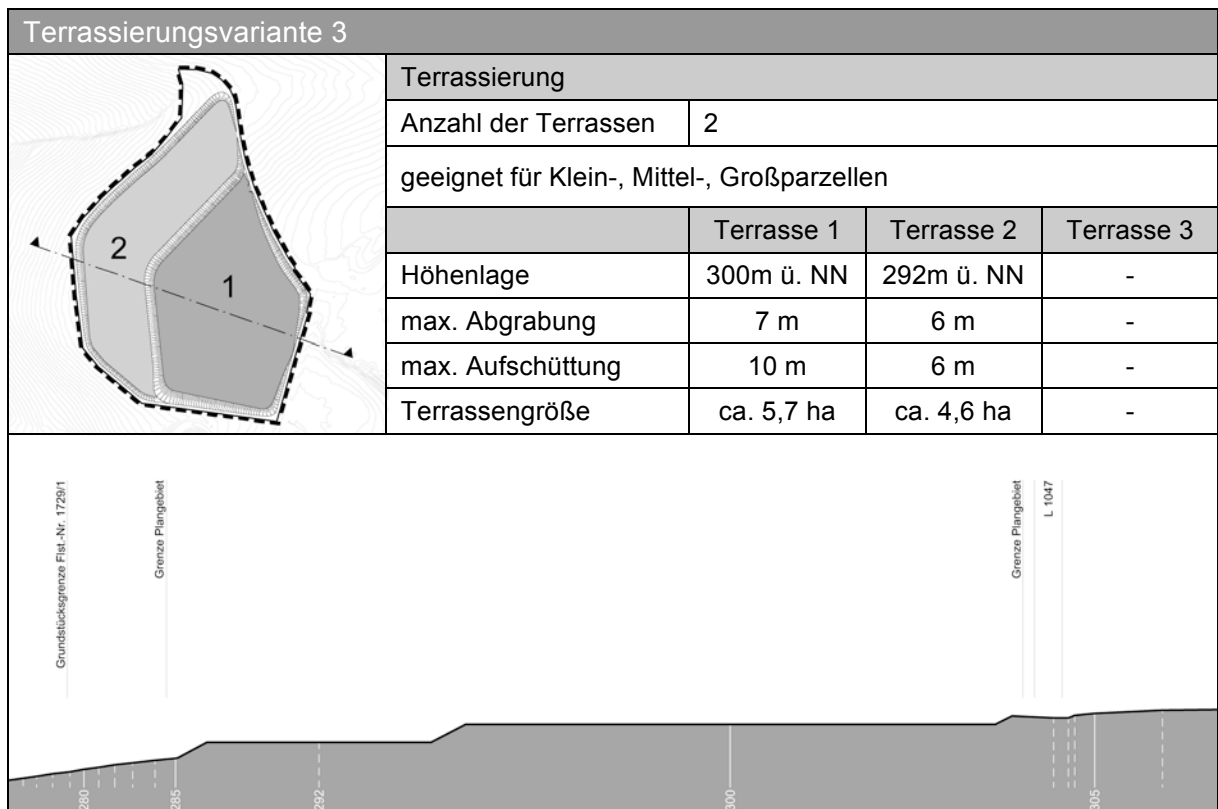 Terrassierungsvariante 3
2
1
Terrassierung
Anzahl der Terrassen 2
geeignet für Klein-, Mittel-, Großparzellen
Terrasse 1 Terrasse 2 Terrasse 3
Höhenlage 300m ü. NN 292m ü. NN -
max. Abgrabung 7 m 6 m -
max. Aufschüttung 10 m 6 m -
Terrassengröße ca. 5,7 ha ca. 4,6 ha -
Grundstücksgrenze Flst.-Nr. 1729/1
Grenze Plangebiet
Grenze Plangebiet
L 1047
280
285
292
300
305